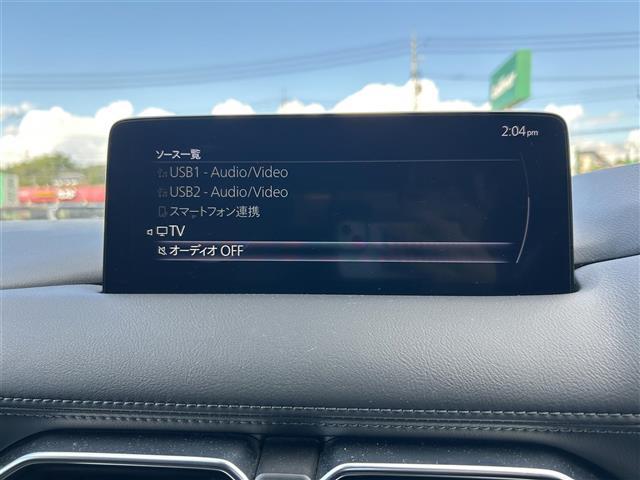 2:04pm
ソース一覧
USB1 - Audio/Video
USB2 - Audio/Video
スマートフォン連携
TV
オーディオ OFF